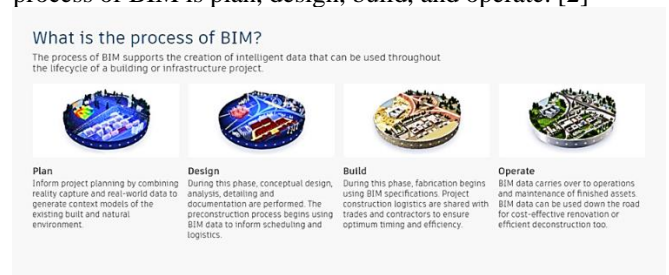 process of BIM is plan, design, build, and operate. [2]
What is the process of BIM?
The process of BIM supports the creation of intelligent data that can be used throughout
the lifecycle of a building or infrastructure project.
Plan
Inform project planning by combining
reality capture and real-world data to
generate context models of the
existing built and natural
environment.
Design
During this phase, conceptual design,
analysis, detailing and
documentation are performed. The
preconstruction process begins using
BIM data to inform scheduling and
logistics.
Build
During this phase, fabrication begins
using BIM specifications. Project
construction logistics are shared with
trades and contractors to ensure
optimum timing and efficiency.
Operate
BIM data carries over to operations
and maintenance of finished assets.
BIM data can be used down the road
for cost-effective renovation or
efficient deconstruction too.